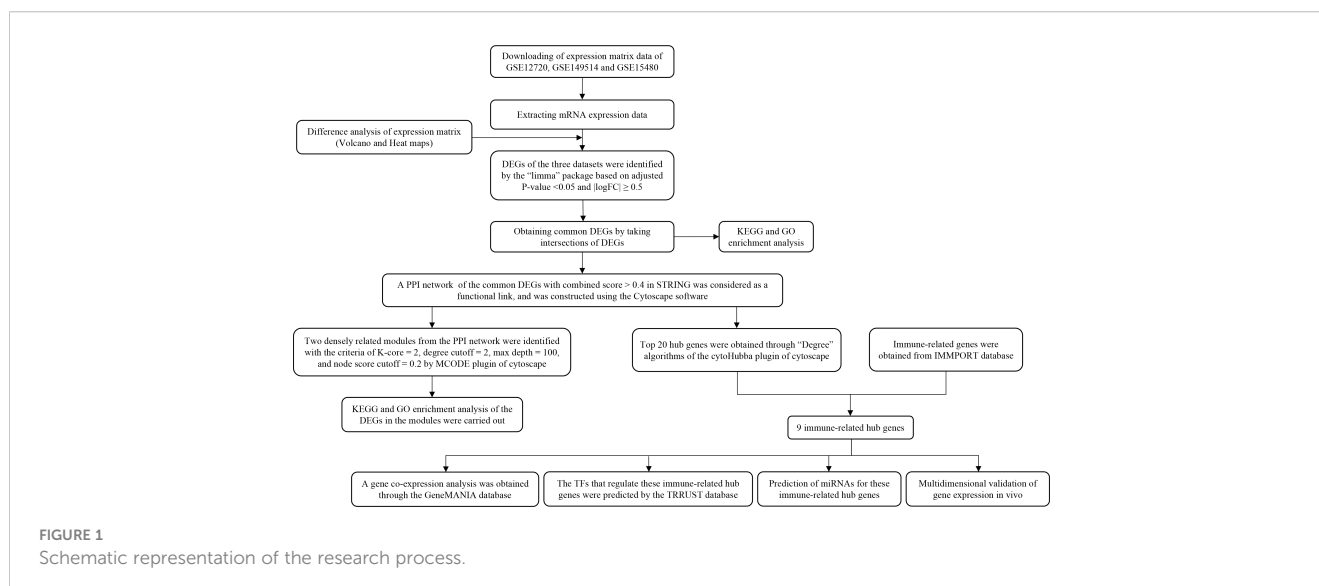 Downloading of expression matrix data of
GSE12720, GSE149514 and GSE15480
Extracting mRNA expression data
Difference analysis of expression matrix
(Volcano and Heat maps)
DEGs of the three datasets were identified
by the “limma” package based on adjusted
P-value <0.05 and |logFC| ≥ 0.5
Obtaining common DEGs by taking
intersections of DEGs
KEGG and GO
enrichment analysis
A PPI network of the common DEGs with combined score > 0.4 in STRING was considered as a
functional link, and was constructed using the Cytoscape software
Two densely related modules from the PPI network were identified
with the criteria of K-core = 2, degree cutoff = 2, max depth = 100,
and node score cutoff = 0.2 by MCODE plugin of cytoscape
Top 20 hub genes were obtained through “Degree”
algorithms of the cytoHubba plugin of cytoscape
Immune-related genes were
obtained from IMMPORT database
KEGG and GO enrichment analysis of the
DEGs in the modules were carried out
9 immune-related hub genes
A gene co-expression analysis was obtained
through the GeneMANIA database
The TFs that regulate these immune-related hub
genes were predicted by the TRRUST database
Prediction of miRNAs for these
immune-related hub genes
Multidimensional validation of
gene expression in vivo
FIGURE 1
Schematic representation of the research process.